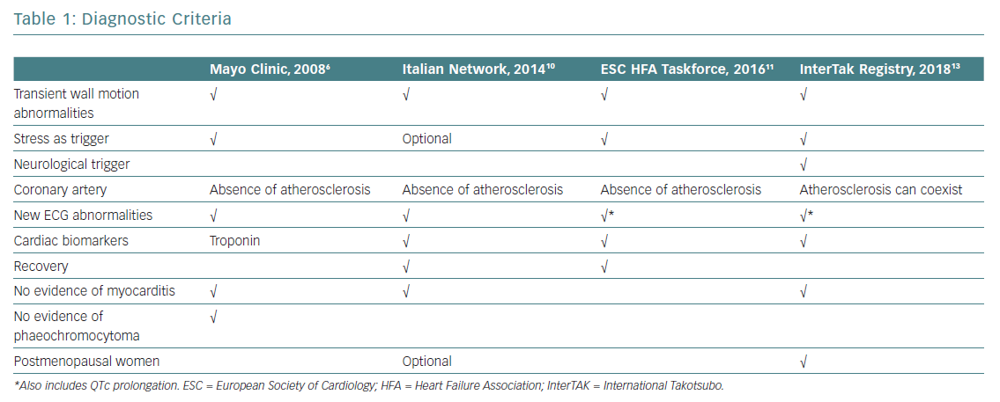 Table 1: Diagnostic Criteria
Mayo Clinic, 2008⁶ Italian Network, 2014¹⁰ ESC HFA Taskforce, 2016¹¹ InterTak Registry, 2018¹³
Transient wall motion √ √ √ √
abnormalities
Stress as trigger √ Optional √ √
Neurological trigger √
Coronary artery Absence of atherosclerosis Absence of atherosclerosis Absence of atherosclerosis Atherosclerosis can coexist
New ECG abnormalities √ √ √* √*
Cardiac biomarkers Troponin √ √ √
Recovery √ √
No evidence of myocarditis √ √ √
No evidence of √
phaeochromocytoma
Postmenopausal women Optional √
*Also includes QTc prolongation. ESC = European Society of Cardiology; HFA = Heart Failure Association; InterTAK = International Takotsubo.